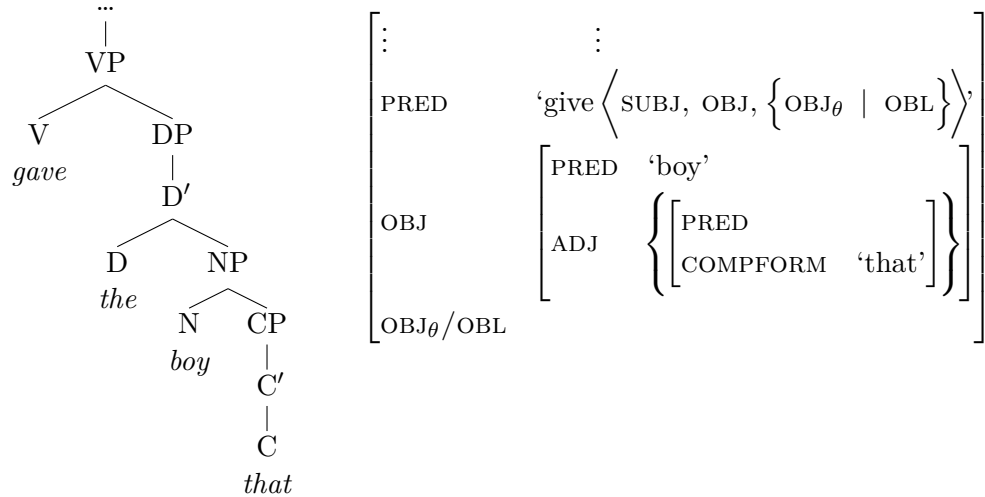 ...
VP
V DP
gave
D′
D NP
the
N CP
boy
C′
C
that
⋮ ⋮
PRED ‘give⟨SUBJ, OBJ, {OBJθ | OBL}⟩’
OBJ
PRED ‘boy’
ADJ
PRED
COMPFORM ‘that’
OBJθ/OBL